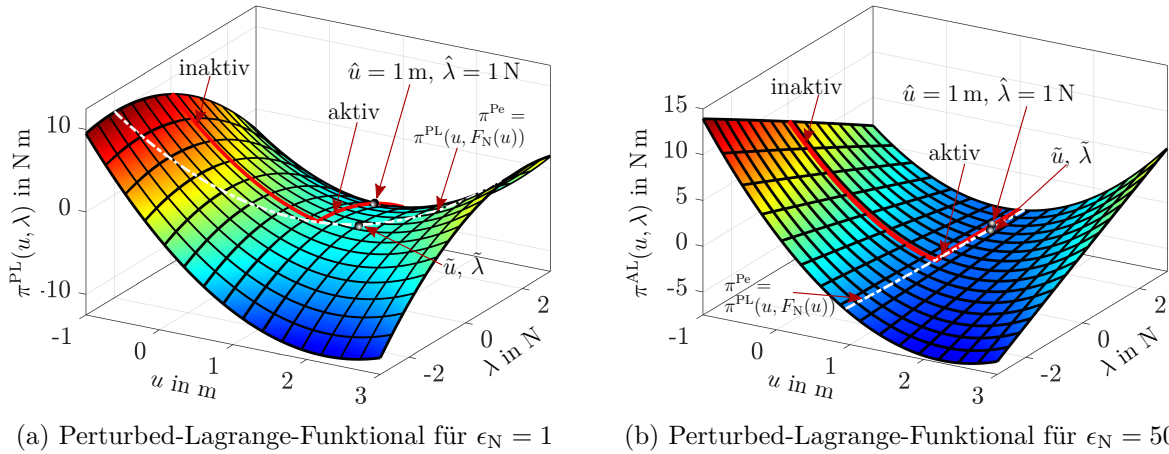 inaktiv
û = 1 m, λ̂ = 1 N
aktiv
π^Pe =
π^PL(u, F_N(u))
ũ, λ̃
10
0
-10
π^PL(u, λ) in N m
-1
0
1
2
3
u in m
-2
0
2
λ in N
(a) Perturbed-Lagrange-Funktional für ϵ_N = 1
inaktiv
û = 1 m, λ̂ = 1 N
aktiv
ũ, λ̃
π^Pe =
π^PL(u, F_N(u))
15
10
5
0
-5
π^AL(u, λ) in N m
-1
0
1
2
3
u in m
-2
0
2
λ in N
(b) Perturbed-Lagrange-Funktional für ϵ_N = 50